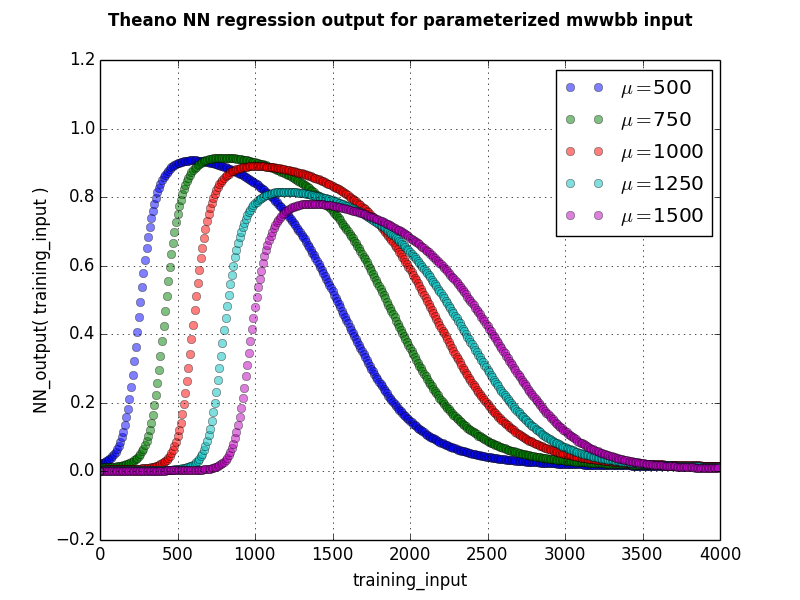 Theano NN regression output for parameterized mwwbb input
1.2
1.0
0.8
0.6
0.4
0.2
0.0
−0.2
NN_output( training_input )
μ=500
μ=750
μ=1000
μ=1250
μ=1500
0 500 1000 1500 2000 2500 3000 3500 4000
training_input